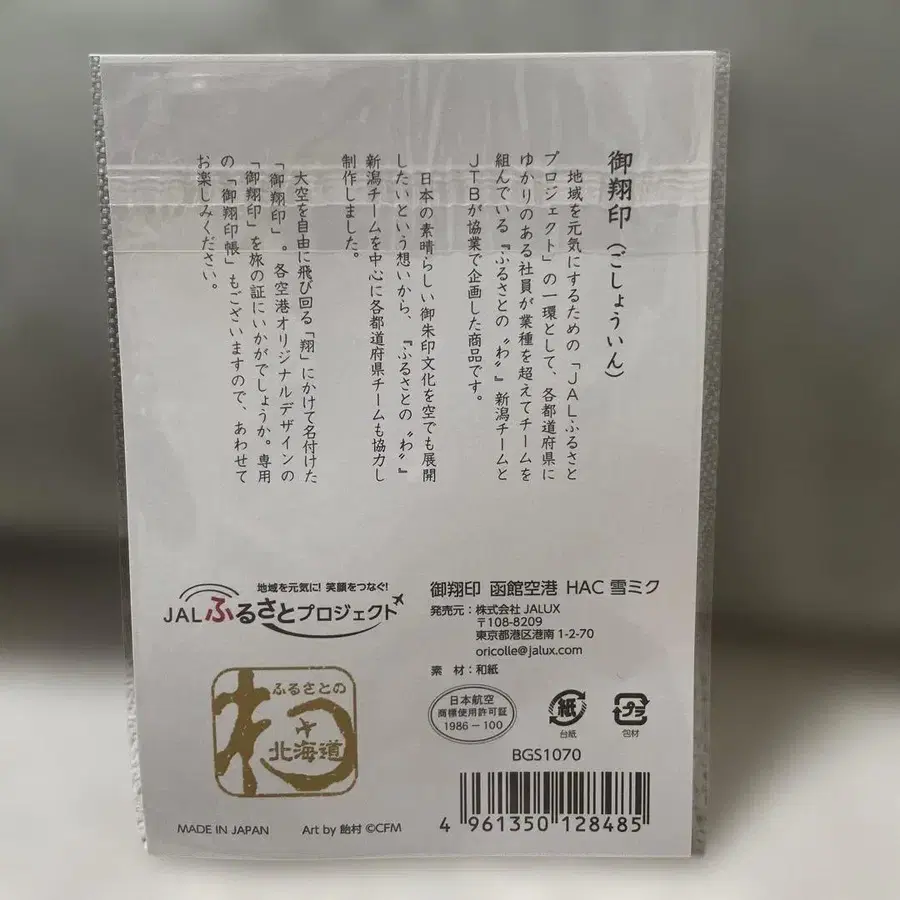 御翔印（ごしょういん）
地域を元気にするための「JALふるさと
プロジェクト」の一環として、各都道府県に
ゆかりのある社員が業種を超えてチームを
組んでいる『ふるさとの〝わ〟』新潟チームと
JTBが協業で企画した商品です。
日本の素晴らしい御朱印文化を空でも展開
したいという想いから、『ふるさとの〝わ〟』
新潟チームを中心に各都道府県チームも協力し
制作しました。
大空を自由に飛び回る「翔」にかけて名付けた
「御翔印」。各空港オリジナルデザインの
「御翔印」を旅の証にいかがでしょうか。専用
の「御翔印帳」もございますので、あわせて
お楽しみください。
地域を元気に! 笑顔をつなぐ!
JALふるさとプロジェクト
ふるさとの
わ
北海道
MADE IN JAPAN
Art by 飴村 ©CFM
御翔印 函館空港 HAC 雪ミク
発売元：株式会社 JALUX
〒108-8209
東京都港区港南 1-2-70
oricolle@jalux.com
素 材：和紙
日本航空
商標使用許可証
1986-100
紙
台紙
プラ
包材
BGS1070
4 961350 128485